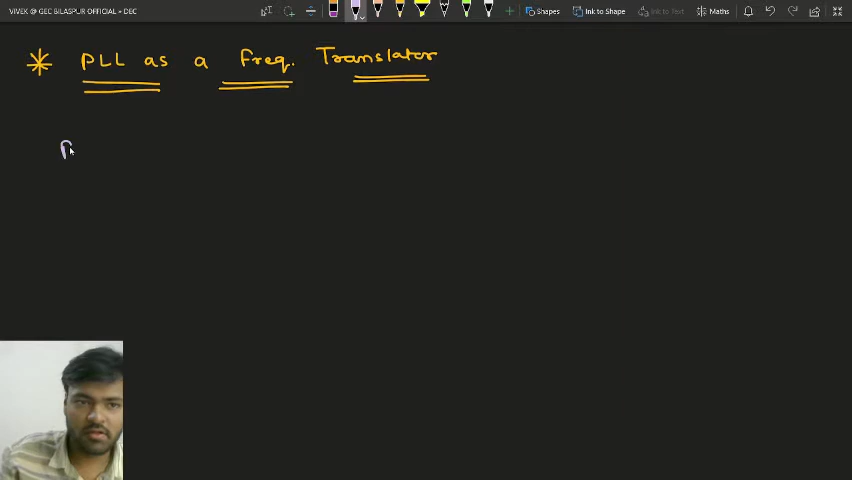 VIVEK @ GEC BILASPUR OFFICIAL • DEC
Shapes
Ink to Shape
Ink to Text
Maths
* PLL as a freq. Translator